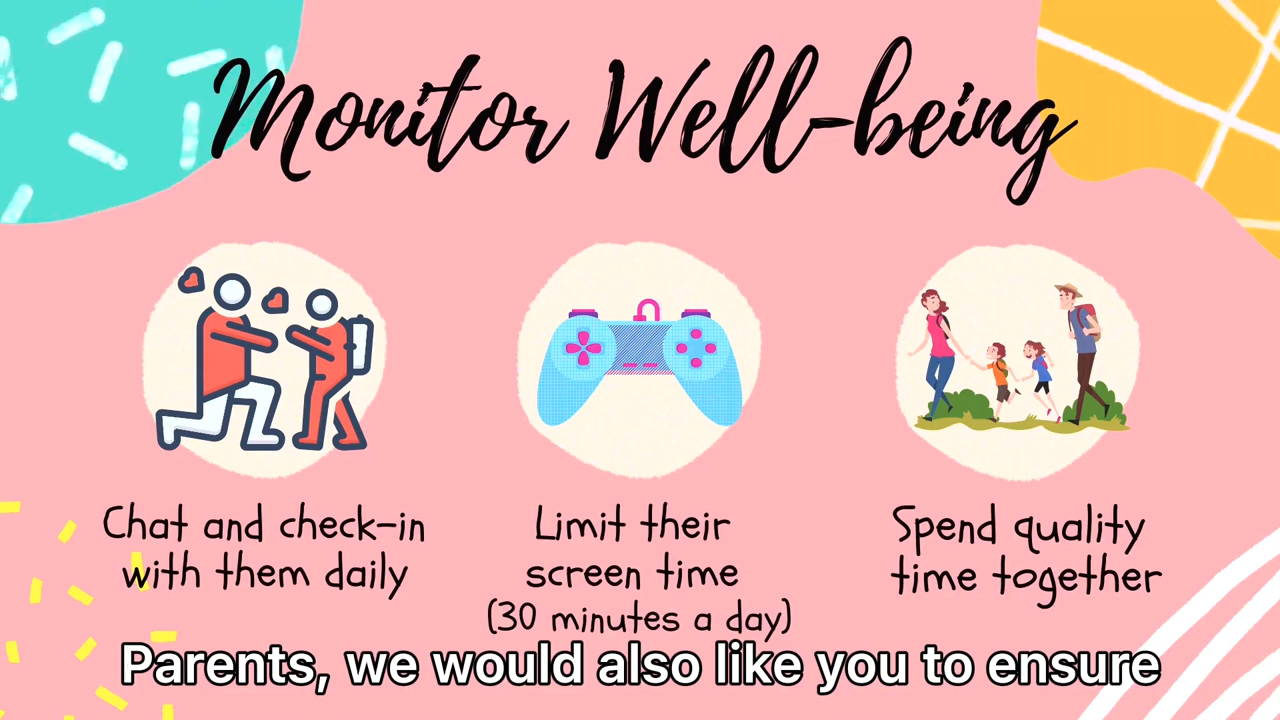 Monitor Well-being
Chat and check-in
with them daily
Limit their
screen time
(30 minutes a day)
Spend quality
time together
Parents, we would also like you to ensure